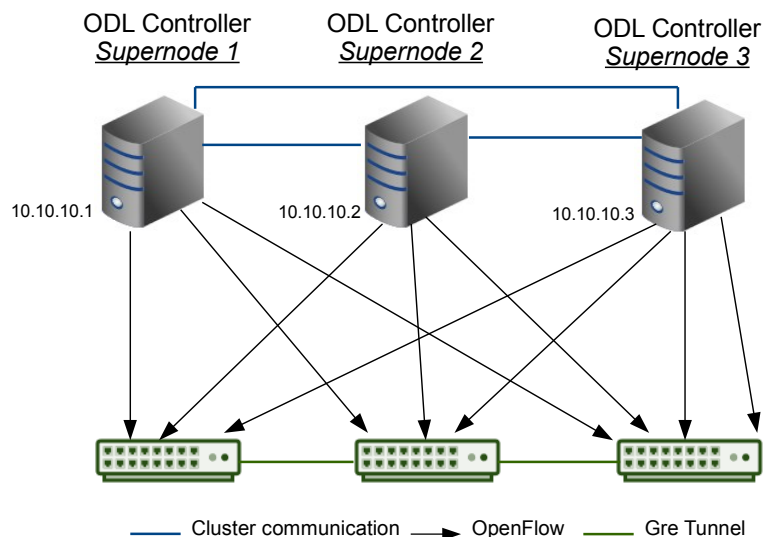 ODL Controller
Supernode 1
ODL Controller
Supernode 2
ODL Controller
Supernode 3
10.10.10.1
10.10.10.2
10.10.10.3
Cluster communication
OpenFlow
Gre Tunnel